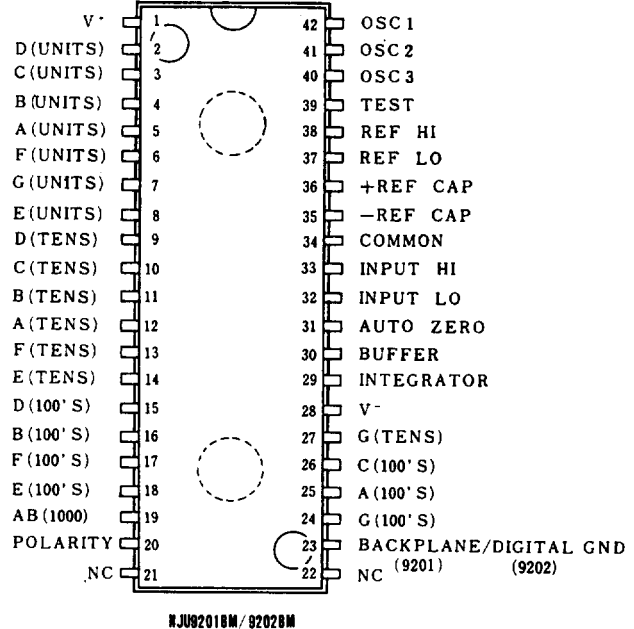 V+ 1 42 OSC1
D(UNITS) 2 41 OSC2
C(UNITS) 3 40 OSC3
B(UNITS) 4 39 TEST
A(UNITS) 5 38 REF HI
F(UNITS) 6 37 REF LO
G(UNITS) 7 36 +REF CAP
E(UNITS) 8 35 −REF CAP
D(TENS) 9 34 COMMON
C(TENS) 10 33 INPUT HI
B(TENS) 11 32 INPUT LO
A(TENS) 12 31 AUTO ZERO
F(TENS) 13 30 BUFFER
E(TENS) 14 29 INTEGRATOR
D(100'S) 15 28 V-
B(100'S) 16 27 G(TENS)
F(100'S) 17 26 C(100'S)
E(100'S) 18 25 A(100'S)
AB(1000) 19 24 G(100'S)
POLARITY 20 23 BACKPLANE/DIGITAL GND
(9201) (9202)
NC 21 22 NC
NJU9201BM/9202BM